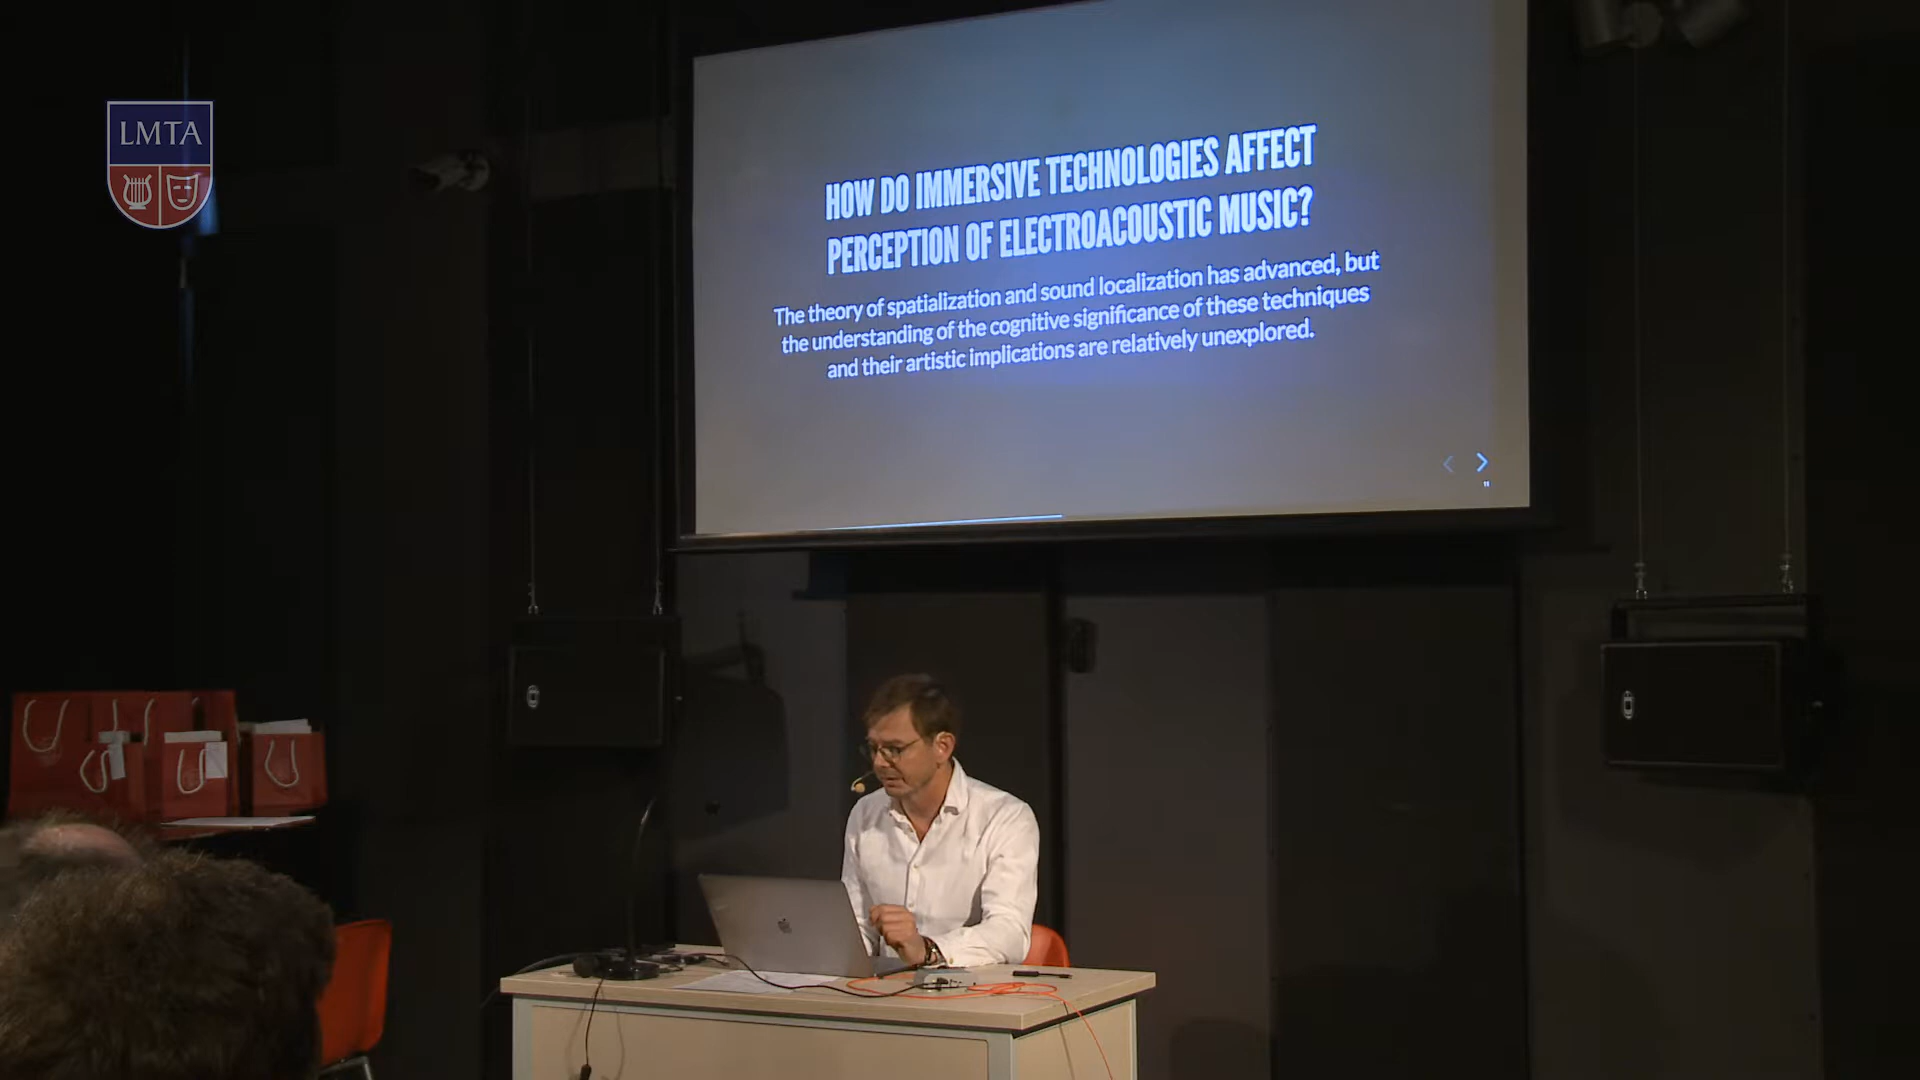 LMTA
HOW DO IMMERSIVE TECHNOLOGIES AFFECT
PERCEPTION OF ELECTROACOUSTIC MUSIC?
The theory of spatialization and sound localization has advanced, but
the understanding of the cognitive significance of these techniques
and their artistic implications are relatively unexplored.